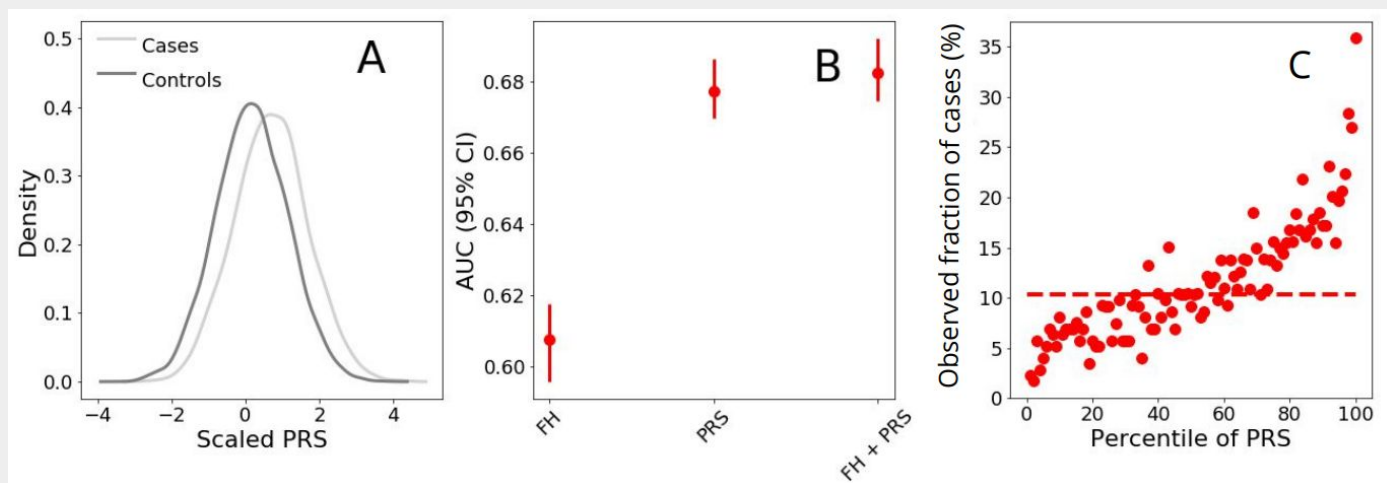 A
Cases
Controls
0.5
0.4
0.3
0.2
0.1
0.0
Density
−4
−2
0
2
4
Scaled PRS
B
0.68
0.66
0.64
0.62
0.60
AUC (95% CI)
FH
PRS
FH + PRS
C
35
30
25
20
15
10
5
0
Observed fraction of cases (%)
0
20
40
60
80
100
Percentile of PRS